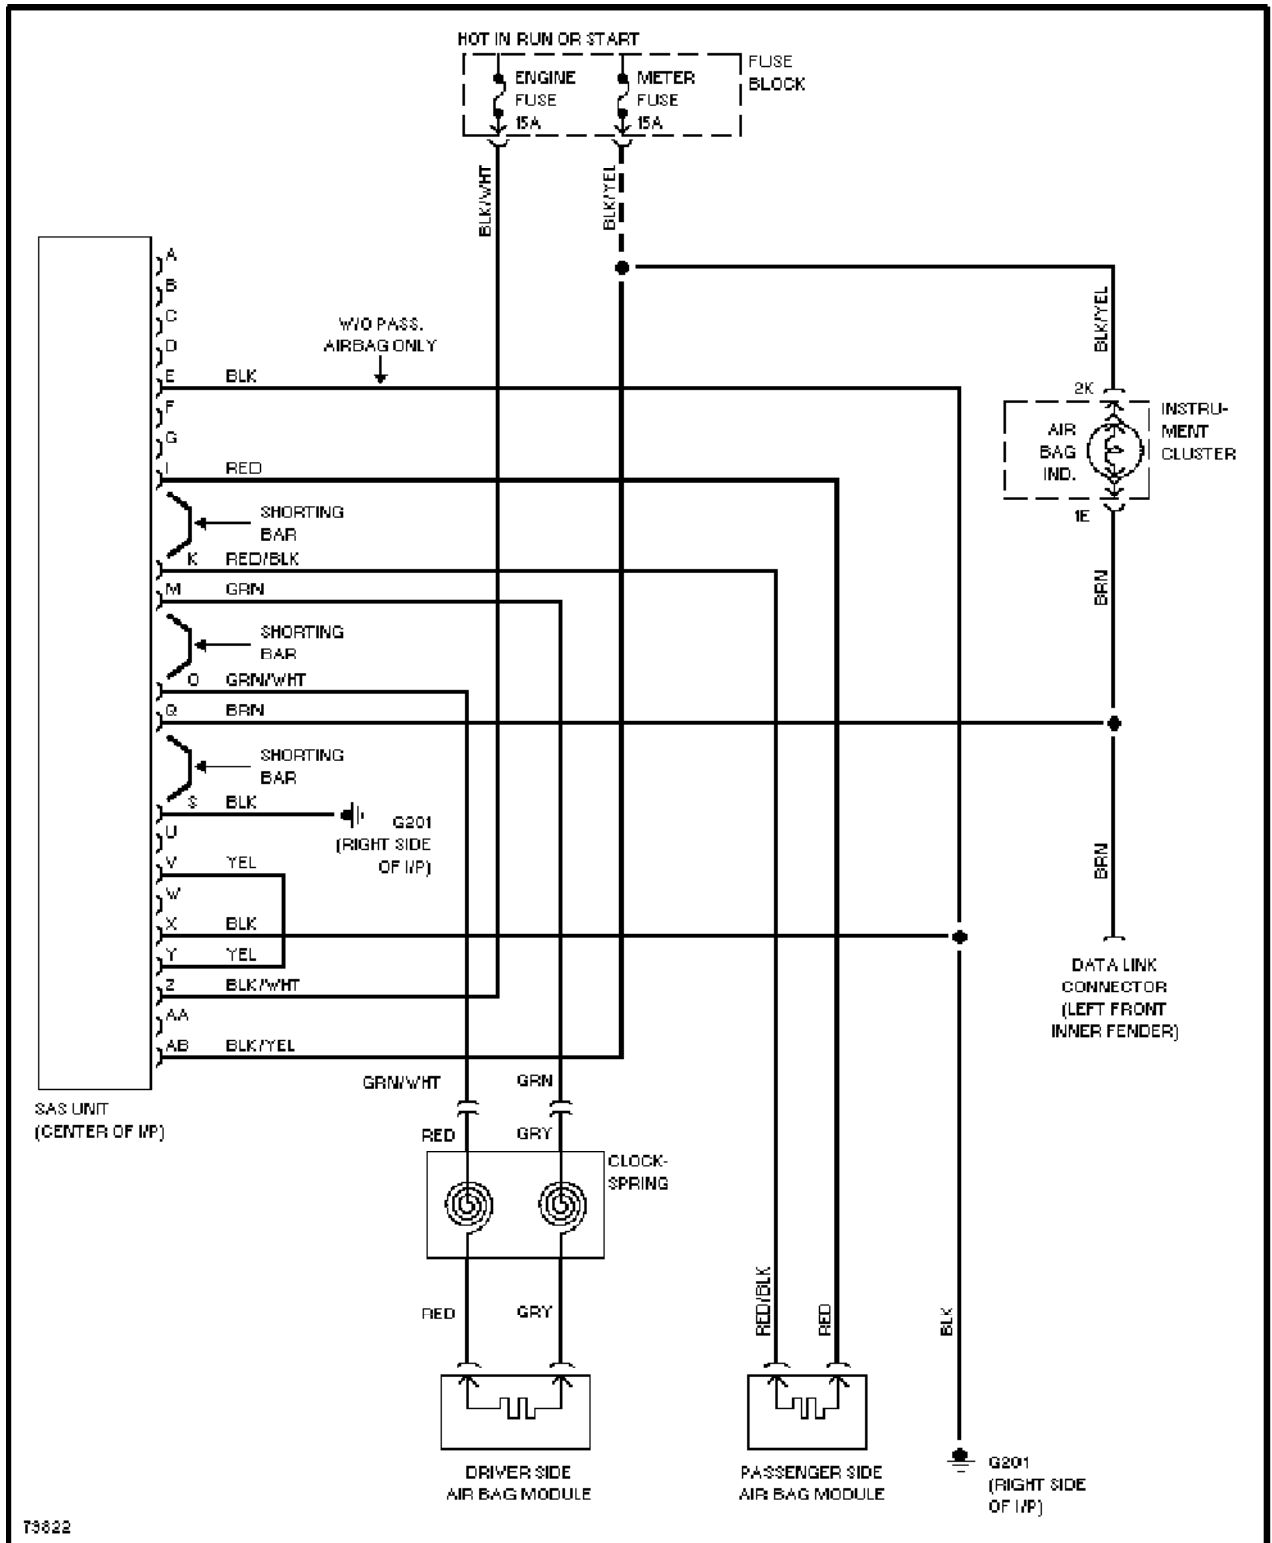 HOT IN RUN OR START
ENGINE
FUSE
15A
METER
FUSE
15A
FUSE
BLOCK
BLK/WHT
BLK/YEL
A
B
C
D
E BLK
W/O PASS.
AIRBAG ONLY
F
G
I RED
SHORTING
BAR
K RED/BLK
M GRN
SHORTING
BAR
O GRN/WHT
Q BRN
SHORTING
BAR
S BLK
G201
(RIGHT SIDE
OF I/P)
U
V YEL
W
X BLK
Y YEL
Z BLK/WHT
AA
AB BLK/YEL
SAS UNIT
(CENTER OF I/P)
BLK/YEL
2K
AIR
BAG
IND.
INSTRU-
MENT
CLUSTER
1E
BRN
BRN
DATA LINK
CONNECTOR
(LEFT FRONT
INNER FENDER)
GRN/WHT
GRN
RED
GRY
CLOCK-
SPRING
RED
GRY
RED/BLK
RED
BLK
DRIVER SIDE
AIR BAG MODULE
PASSENGER SIDE
AIR BAG MODULE
G201
(RIGHT SIDE
OF I/P)
79822